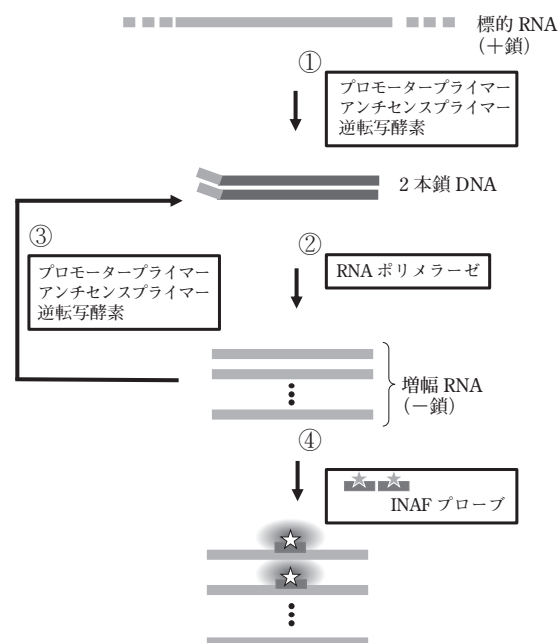 標的 RNA
（＋鎖）
①
プロモータープライマー
アンチセンスプライマー
逆転写酵素
2 本鎖 DNA
③
プロモータープライマー
アンチセンスプライマー
逆転写酵素
②
RNA ポリメラーゼ
増幅 RNA
（－鎖）
④
INAF プローブ